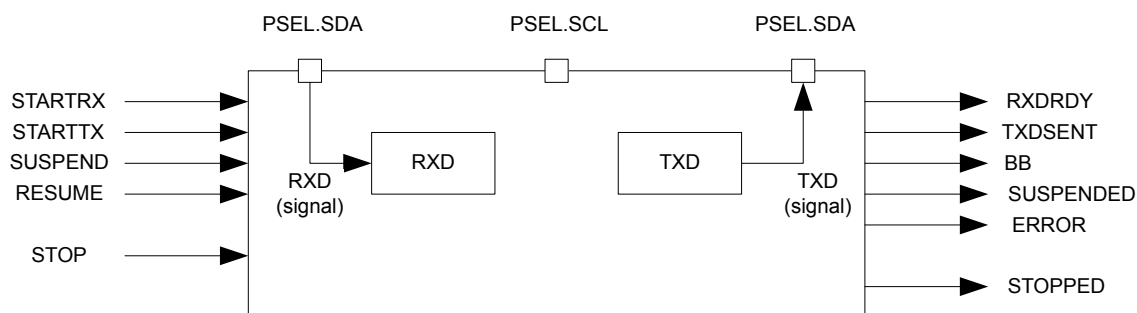 PSEL.SDA
PSEL.SCL
PSEL.SDA
STARTRX
STARTTX
SUSPEND
RESUME
STOP
RXD
(signal)
RXD
TXD
TXD
(signal)
RXDRDY
TXDSENT
BB
SUSPENDED
ERROR
STOPPED